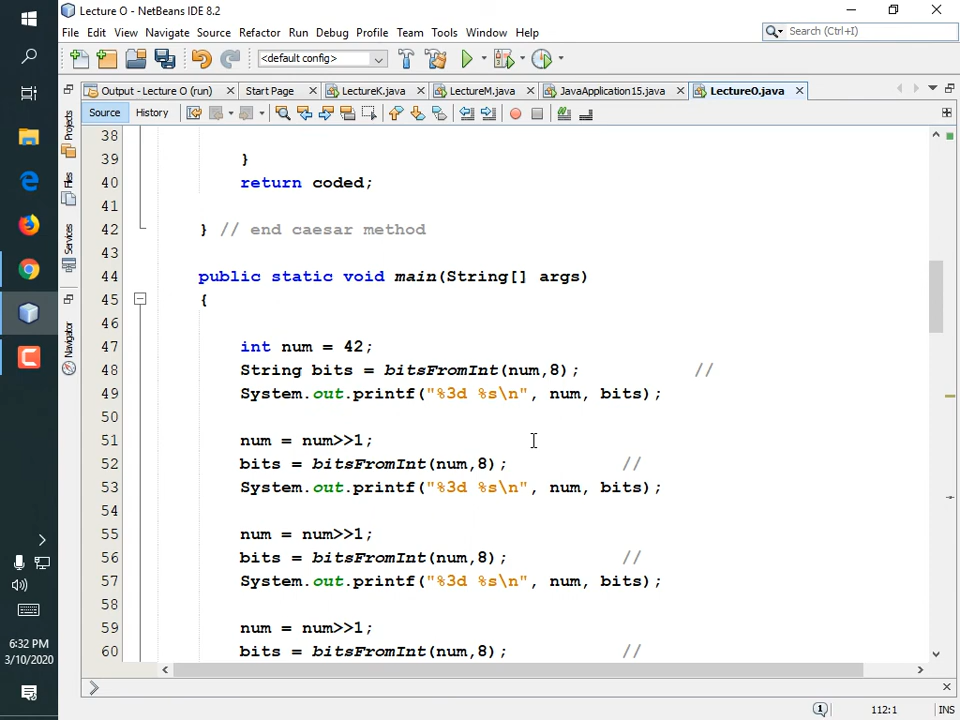 Lecture O - NetBeans IDE 8.2
File Edit View Navigate Source Refactor Run Debug Profile Team Tools Window Help
Search (Ctrl+I)
<default config>
Output - Lecture O (run) Start Page LectureK.java LectureM.java JavaApplication15.java LectureO.java
Source History
Projects
Files
Services
Navigator
38
39 }
40 return coded;
41
42 } // end caesar method
43
44 public static void main(String[] args)
45 {
46
47 int num = 42;
48 String bits = bitsFromInt(num,8); //
49 System.out.printf("%3d %s\n", num, bits);
50
51 num = num>>1;
52 bits = bitsFromInt(num,8); //
53 System.out.printf("%3d %s\n", num, bits);
54
55 num = num>>1;
56 bits = bitsFromInt(num,8); //
57 System.out.printf("%3d %s\n", num, bits);
58
59 num = num>>1;
60 bits = bitsFromInt(num,8); //
6:32 PM
3/10/2020
1 112:1 INS